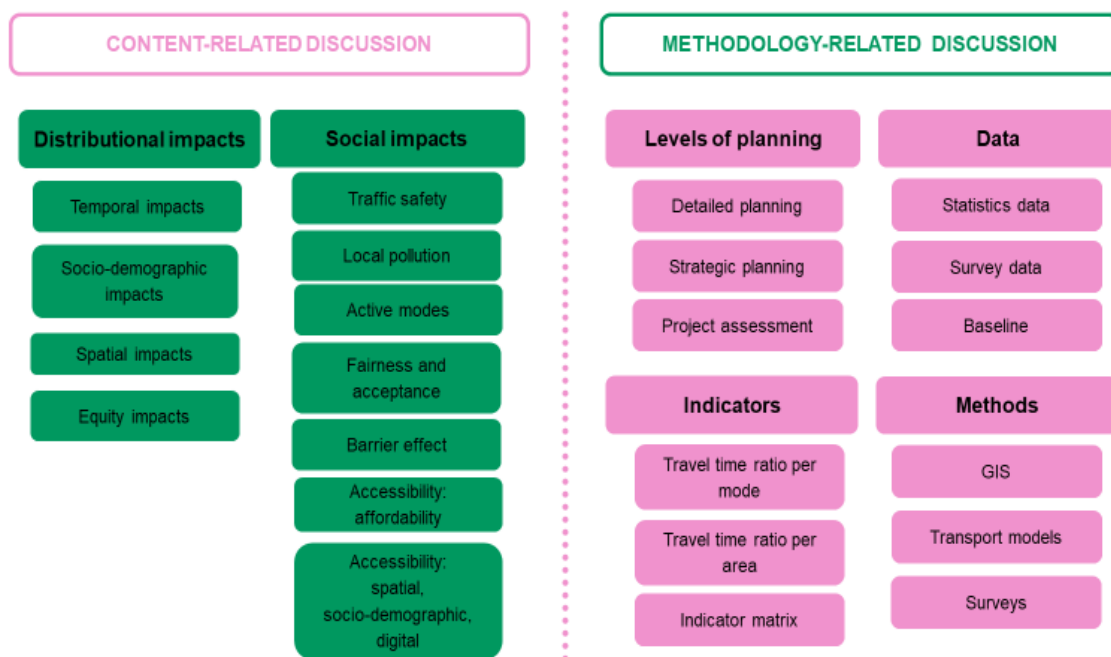 CONTENT-RELATED DISCUSSION
Distributional impacts
Temporal impacts
Socio-demographic
impacts
Spatial impacts
Equity impacts
Social impacts
Traffic safety
Local pollution
Active modes
Fairness and
acceptance
Barrier effect
Accessibility:
affordability
Accessibility:
spatial,
socio-demographic,
digital
METHODOLOGY-RELATED DISCUSSION
Levels of planning
Detailed planning
Strategic planning
Project assessment
Data
Statistics data
Survey data
Baseline
Indicators
Travel time ratio per
mode
Travel time ratio per
area
Indicator matrix
Methods
GIS
Transport models
Surveys